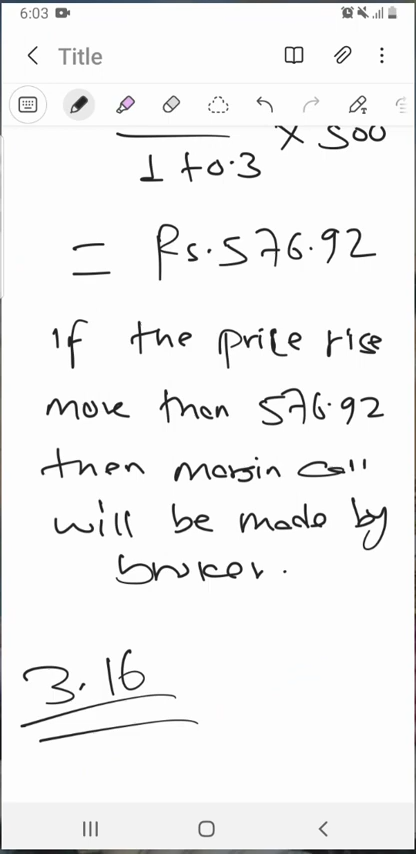 6:03
Title
1 + 0.3 × 500
= Rs. 576.92
If the price rise
more than 576.92
then margin call
will be made by
broker.
3.16